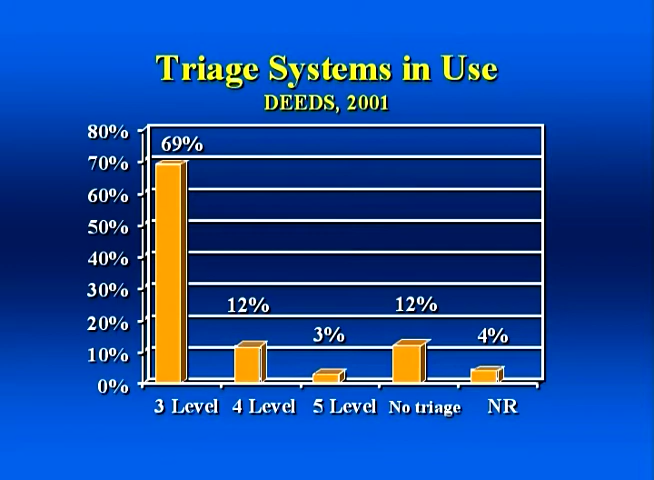 Triage Systems in Use
DEEDS, 2001
80%
70%
60%
50%
40%
30%
20%
10%
0%
69%
12%
3%
12%
4%
3 Level
4 Level
5 Level
No triage
NR